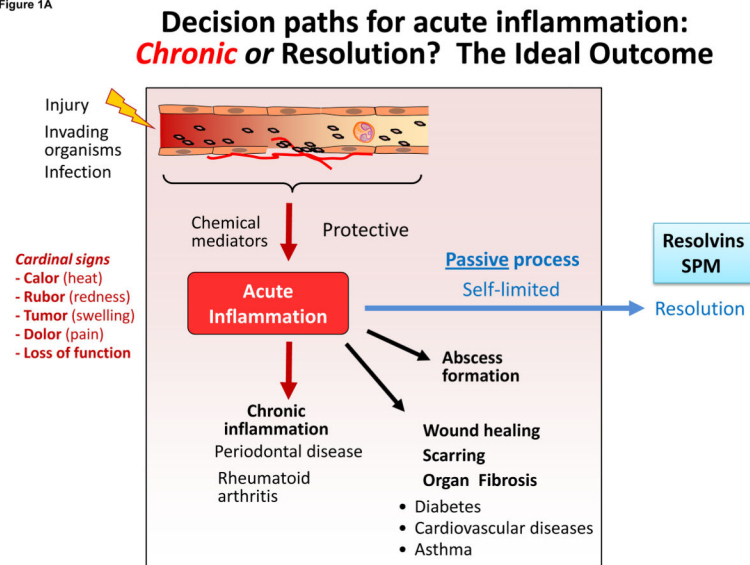 Figure 1A
Decision paths for acute inflammation:
Chronic or Resolution? The Ideal Outcome
Injury
Invading
organisms
Infection
Chemical
mediators
Protective
Cardinal signs
- Calor (heat)
- Rubor (redness)
- Tumor (swelling)
- Dolor (pain)
- Loss of function
Acute
Inflammation
Passive process
Self-limited
Resolvins
SPM
Resolution
Abscess
formation
Chronic
inflammation
Periodontal disease
Rheumatoid
arthritis
Wound healing
Scarring
Organ Fibrosis
• Diabetes
• Cardiovascular diseases
• Asthma